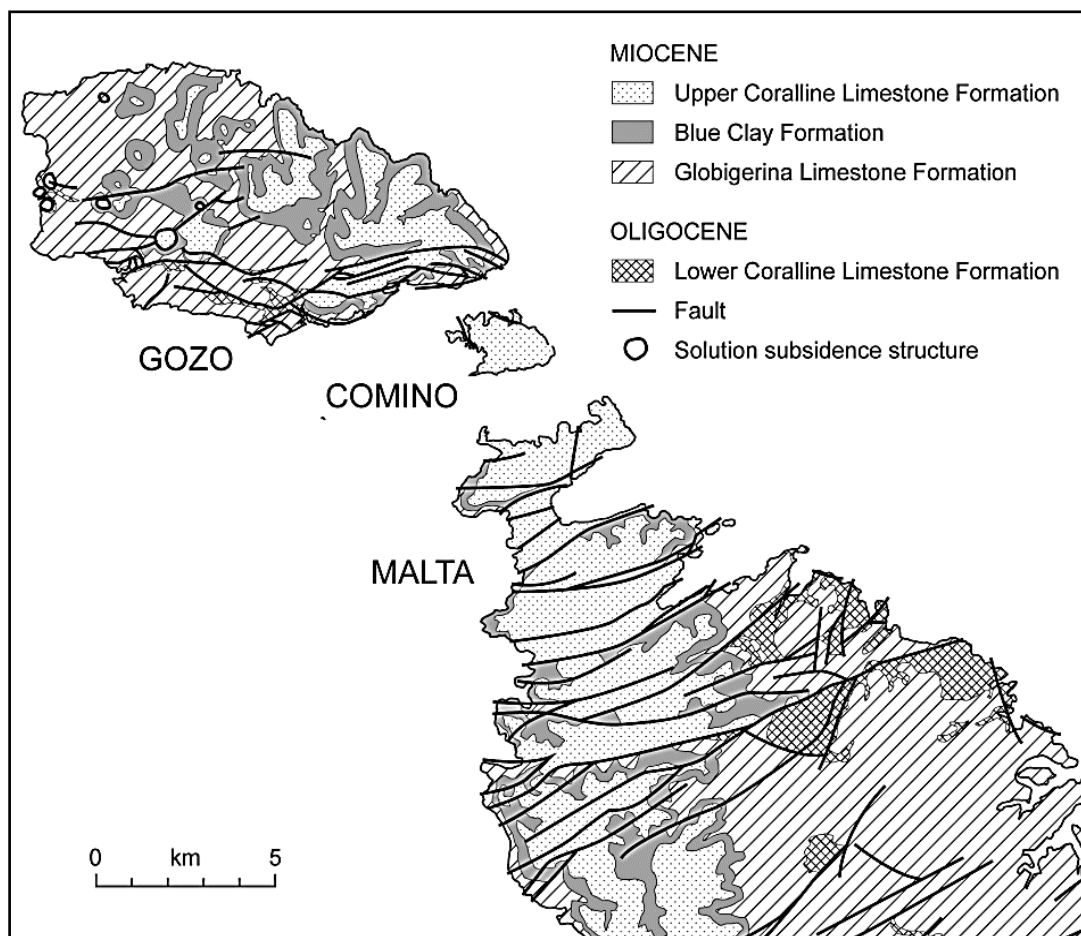 MIOCENE
Upper Coralline Limestone Formation
Blue Clay Formation
Globigerina Limestone Formation
OLIGOCENE
Lower Coralline Limestone Formation
Fault
Solution subsidence structure
GOZO
COMINO
MALTA
0 km 5